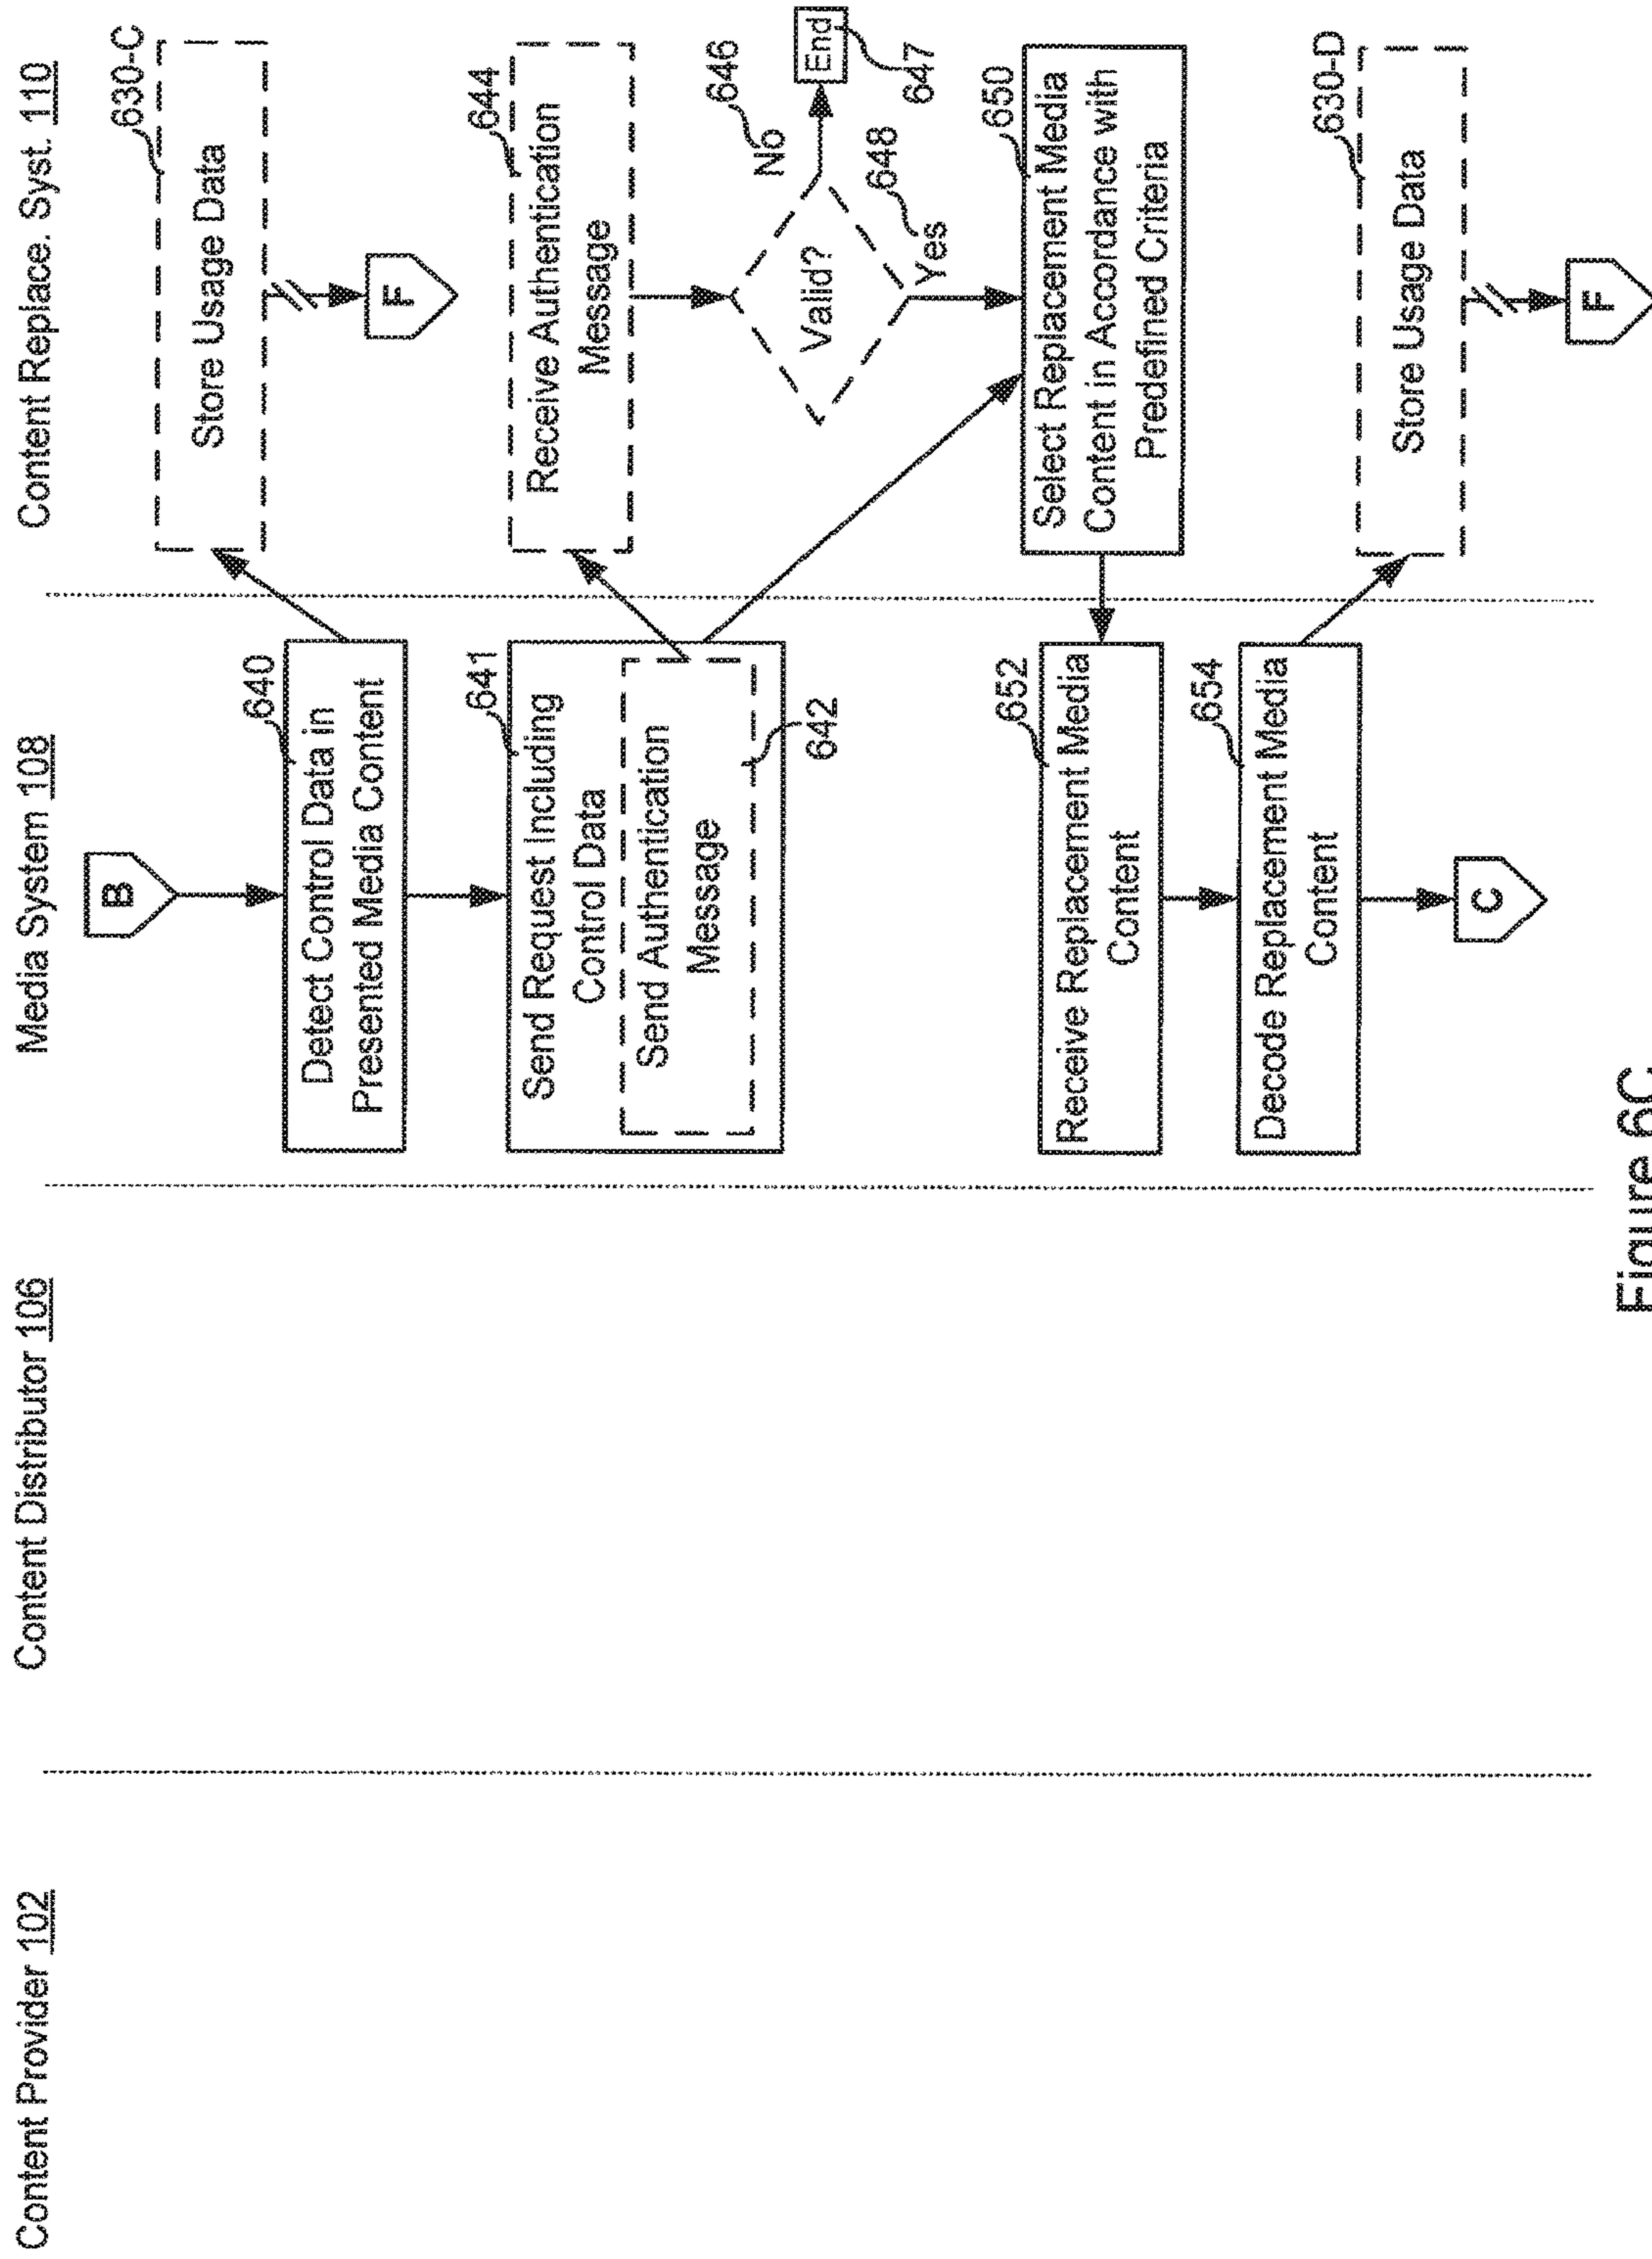 Content Provider 102
Content Distributor 106
Media System 108
Content Replace. Syst. 110
B
640
Detect Control Data in
Presented Media Content
630-C
Store Usage Data
F
641
Send Request Including
Control Data
Send Authentication
Message
642
644
Receive Authentication
Message
Valid?
No
646
End
647
Yes
648
650
Select Replacement Media
Content in Accordance with
Predefined Criteria
652
Receive Replacement Media
Content
654
Decode Replacement Media
Content
C
630-D
Store Usage Data
F
Figure 6C